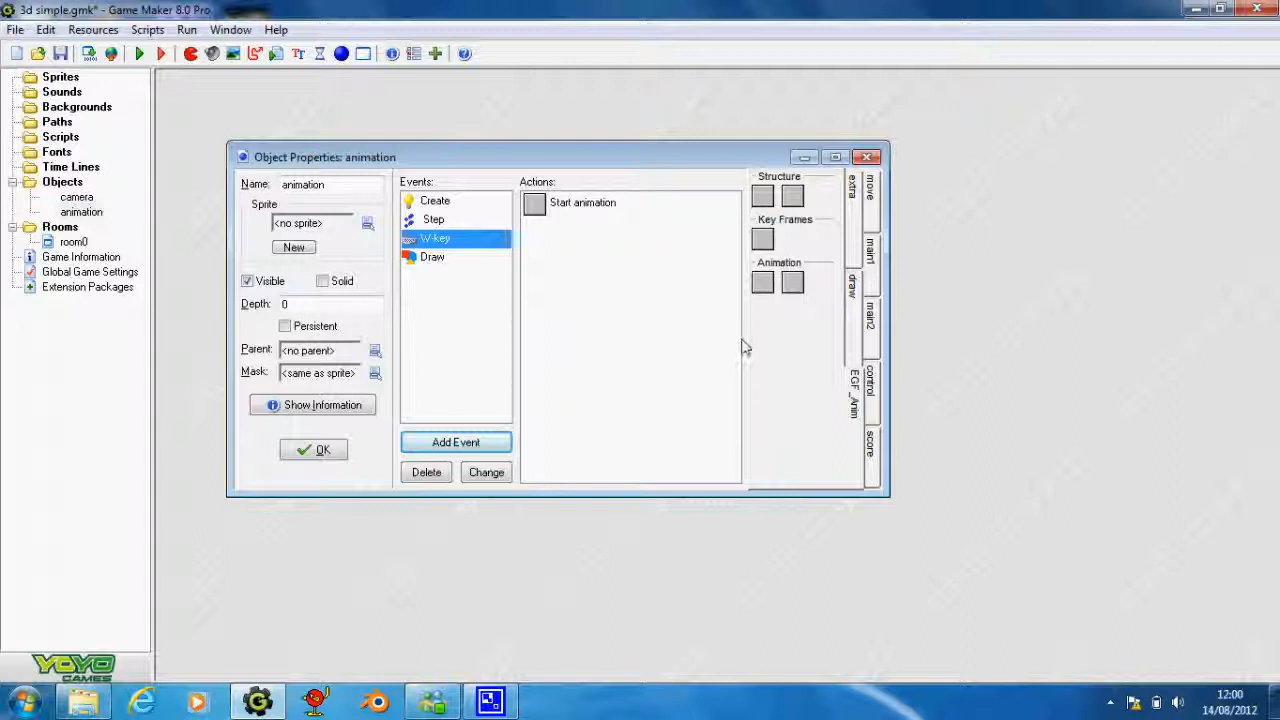 3d simple.gmk* - Game Maker 8.0 Pro
File Edit Resources Scripts Run Window Help
Sprites
Sounds
Backgrounds
Paths
Scripts
Fonts
Time Lines
Objects
camera
animation
Rooms
room0
Game Information
Global Game Settings
Extension Packages
Object Properties: animation
Name: animation
Sprite
<no sprite>
New
Visible Solid
Depth: 0
Persistent
Parent: <no parent>
Mask: <same as sprite>
Show Information
OK
Events:
Create
Step
W-key
Draw
Add Event
Delete Change
Actions:
Start animation
Structure
Key Frames
Animation
extra
draw
EGF_Anim
move
main1
main2
control
score
YOYO
GAMES
12:00
14/08/2012